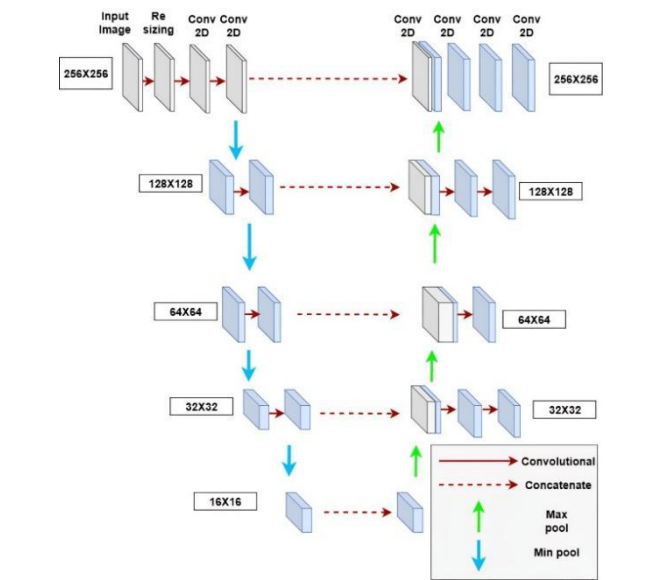 Input Image
Re sizing
Conv 2D
Conv 2D
Conv 2D
Conv 2D
Conv 2D
Conv 2D
256X256
256X256
128X128
128X128
64X64
64X64
32X32
32X32
16X16
Convolutional
Concatenate
Max pool
Min pool